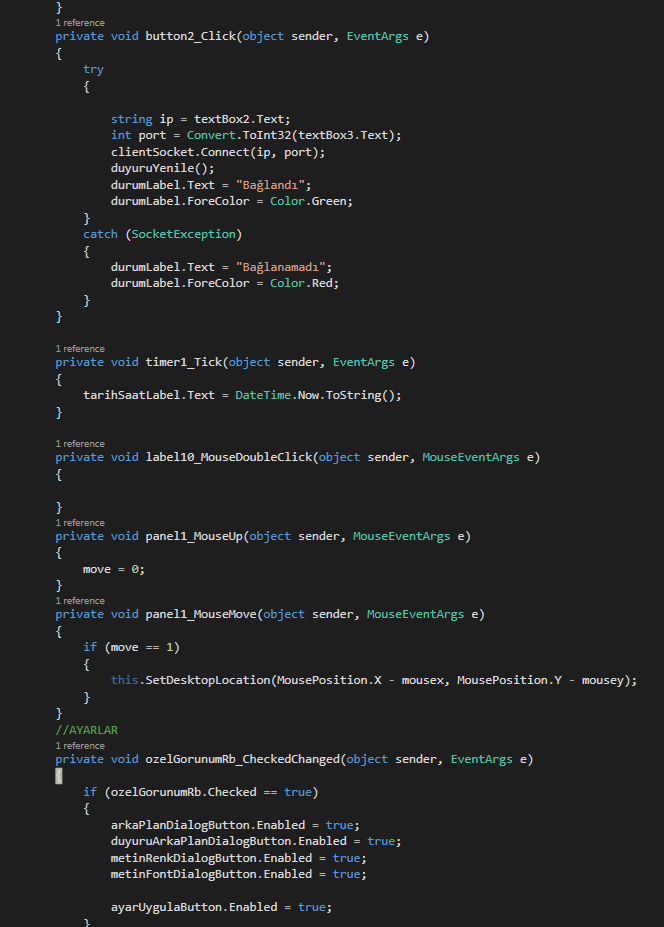 }
1 reference
private void button2_Click(object sender, EventArgs e)
{
try
{
string ip = textBox2.Text;
int port = Convert.ToInt32(textBox3.Text);
clientSocket.Connect(ip, port);
duyuruYenile();
durumLabel.Text = "Bağlandı";
durumLabel.ForeColor = Color.Green;
}
catch (SocketException)
{
durumLabel.Text = "Bağlanamadı";
durumLabel.ForeColor = Color.Red;
}
}
1 reference
private void timer1_Tick(object sender, EventArgs e)
{
tarihSaatLabel.Text = DateTime.Now.ToString();
}
1 reference
private void label10_MouseDoubleClick(object sender, MouseEventArgs e)
{
}
1 reference
private void panel1_MouseUp(object sender, MouseEventArgs e)
{
move = 0;
}
1 reference
private void panel1_MouseMove(object sender, MouseEventArgs e)
{
if (move == 1)
{
this.SetDesktopLocation(MousePosition.X - mousex, MousePosition.Y - mousey);
}
}
//AYARLAR
1 reference
private void ozelGorunumRb_CheckedChanged(object sender, EventArgs e)
{
if (ozelGorunumRb.Checked == true)
{
arkaPlanDialogButton.Enabled = true;
duyuruArkaPlanDialogButton.Enabled = true;
metinRenkDialogButton.Enabled = true;
metinFontDialogButton.Enabled = true;
ayarUygulaButton.Enabled = true;
}